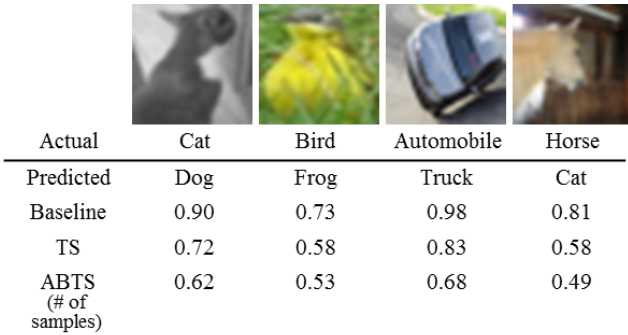 Actual Cat Bird Automobile Horse
Predicted Dog Frog Truck Cat
Baseline 0.90 0.73 0.98 0.81
TS 0.72 0.58 0.83 0.58
ABTS 0.62 0.53 0.68 0.49
(# of
samples)